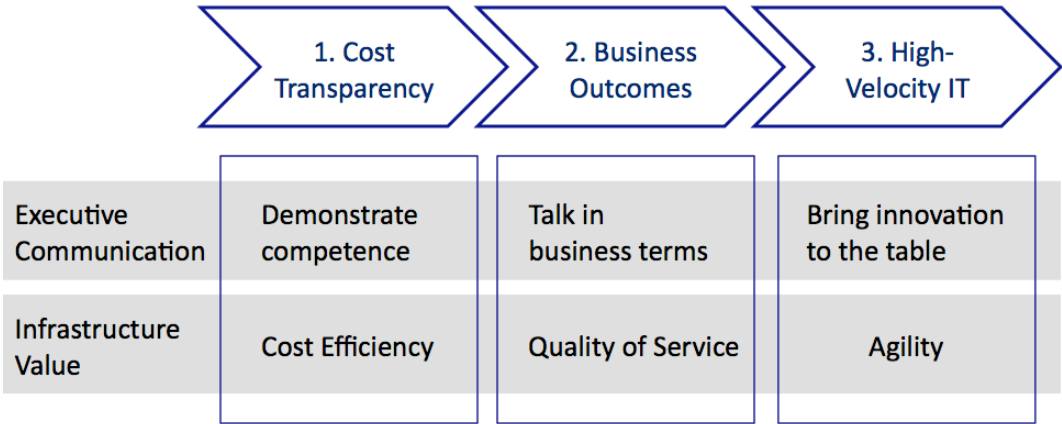 1. Cost
Transparency
2. Business
Outcomes
3. High-
Velocity IT
Executive
Communication
Demonstrate
competence
Talk in
business terms
Bring innovation
to the table
Infrastructure
Value
Cost Efficiency
Quality of Service
Agility